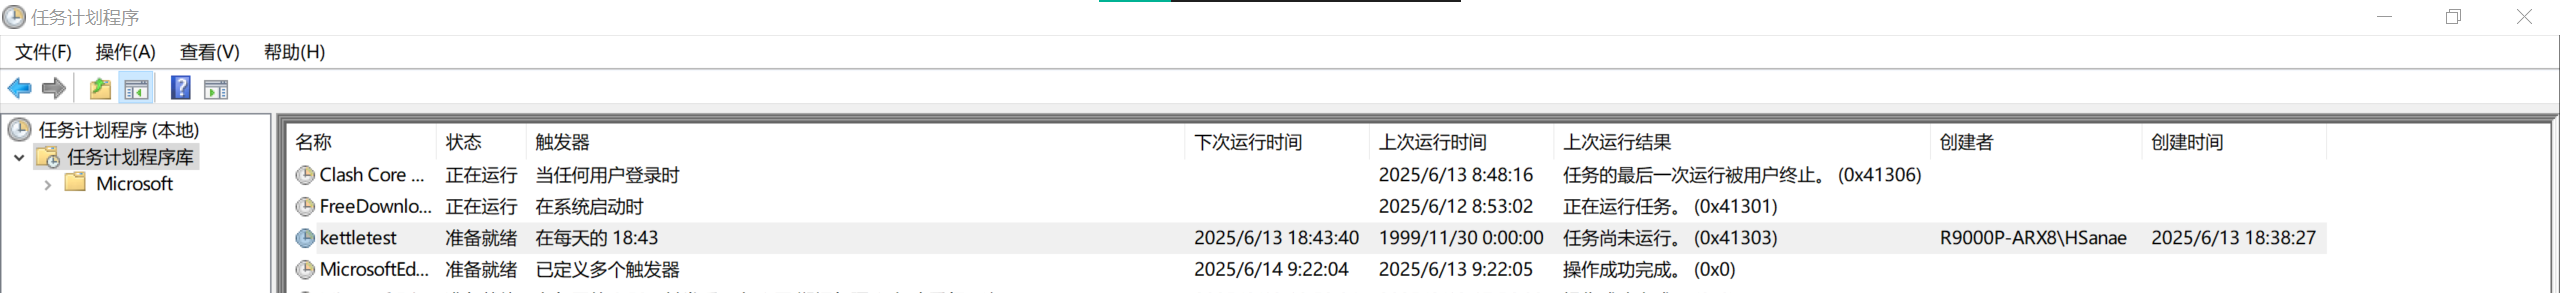 任务计划程序
文件(F) 操作(A) 查看(V) 帮助(H)
任务计划程序 (本地)
任务计划程序库
Microsoft
名称 状态 触发器 下次运行时间 上次运行时间 上次运行结果 创建者 创建时间
Clash Core ... 正在运行 当任何用户登录时 2025/6/13 8:48:16 任务的最后一次运行被用户终止。 (0x41306)
FreeDownlo... 正在运行 在系统启动时 2025/6/12 8:53:02 正在运行任务。 (0x41301)
kettletest 准备就绪 在每天的 18:43 2025/6/13 18:43:40 1999/11/30 0:00:00 任务尚未运行。 (0x41303) R9000P-ARX8\HSanae 2025/6/13 18:38:27
MicrosoftEd... 准备就绪 已定义多个触发器 2025/6/14 9:22:04 2025/6/13 9:22:05 操作成功完成。 (0x0)